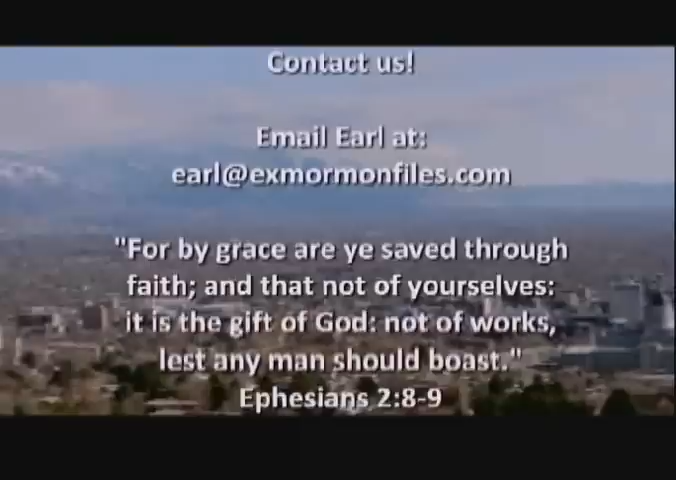 Contact us!
Email Earl at:
earl@exmormonfiles.com
"For by grace are ye saved through
faith; and that not of yourselves:
it is the gift of God: not of works,
lest any man should boast."
Ephesians 2:8-9